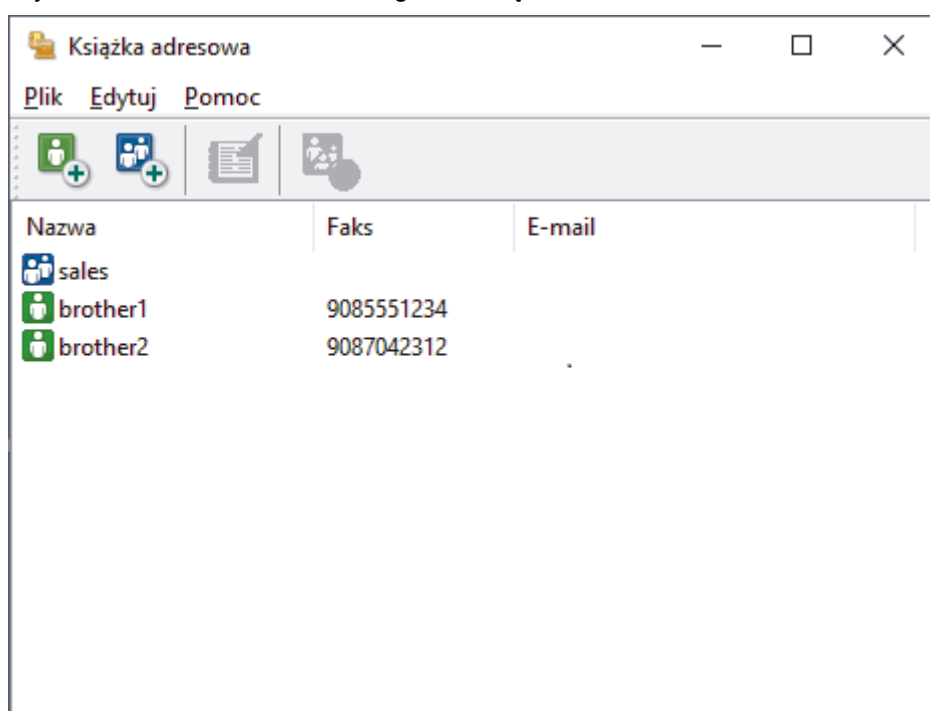 Książka adresowa
Plik Edytuj Pomoc
Nazwa Faks E-mail
sales
brother1 9085551234
brother2 9087042312